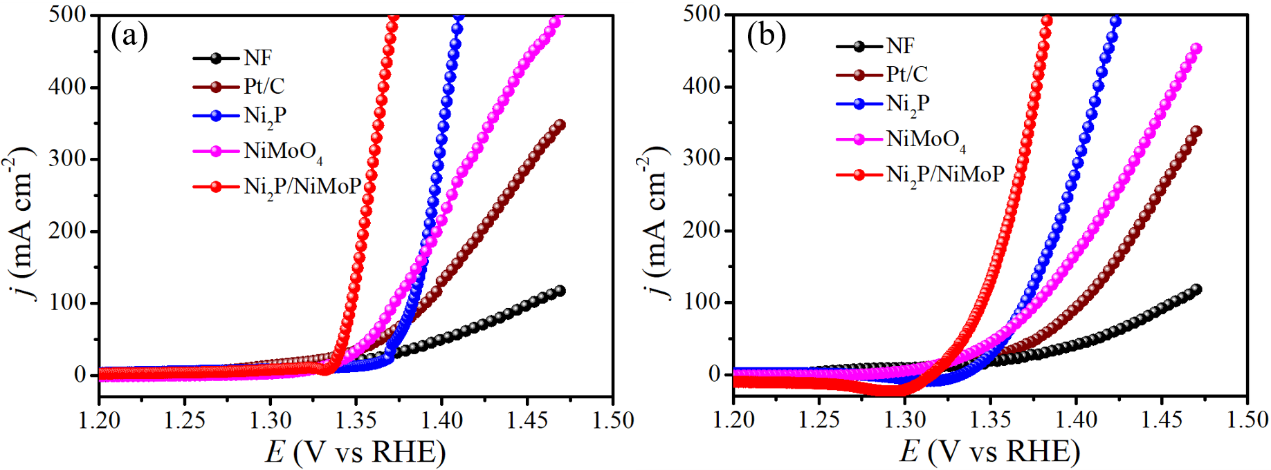 (a)
500
400
300
200
100
0
j (mA cm⁻²)
NF
Pt/C
Ni₂P
NiMoO₄
Ni₂P/NiMoP
1.20 1.25 1.30 1.35 1.40 1.45 1.50
E (V vs RHE)
(b)
500
400
300
200
100
0
j (mA cm⁻²)
NF
Pt/C
Ni₂P
NiMoO₄
Ni₂P/NiMoP
1.20 1.25 1.30 1.35 1.40 1.45 1.50
E (V vs RHE)